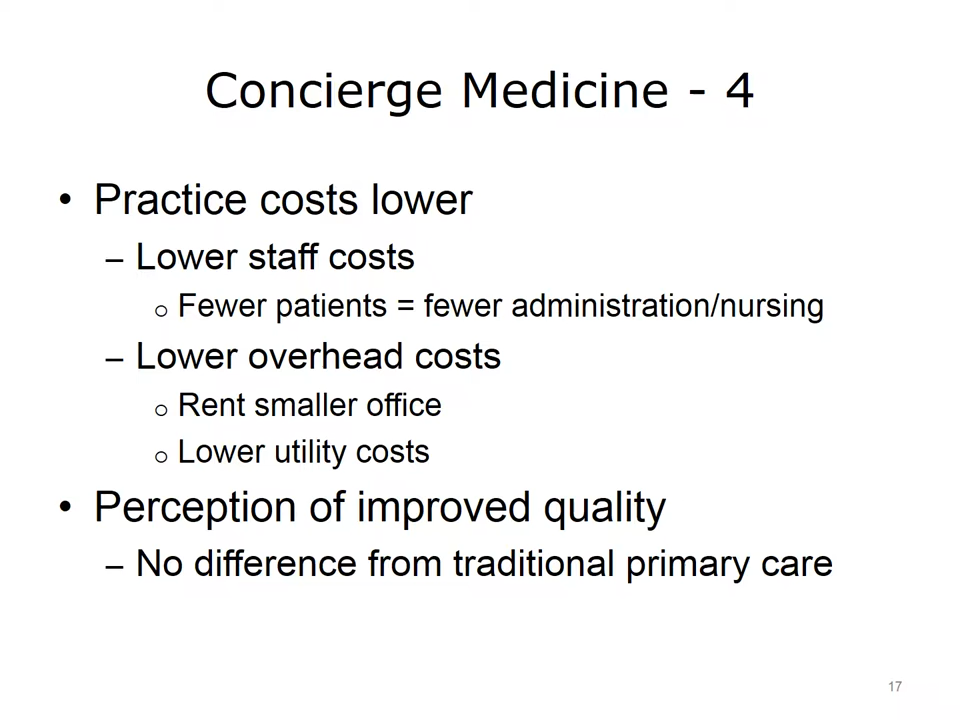 Concierge Medicine - 4
• Practice costs lower
– Lower staff costs
o Fewer patients = fewer administration/nursing
– Lower overhead costs
o Rent smaller office
o Lower utility costs
• Perception of improved quality
– No difference from traditional primary care
17